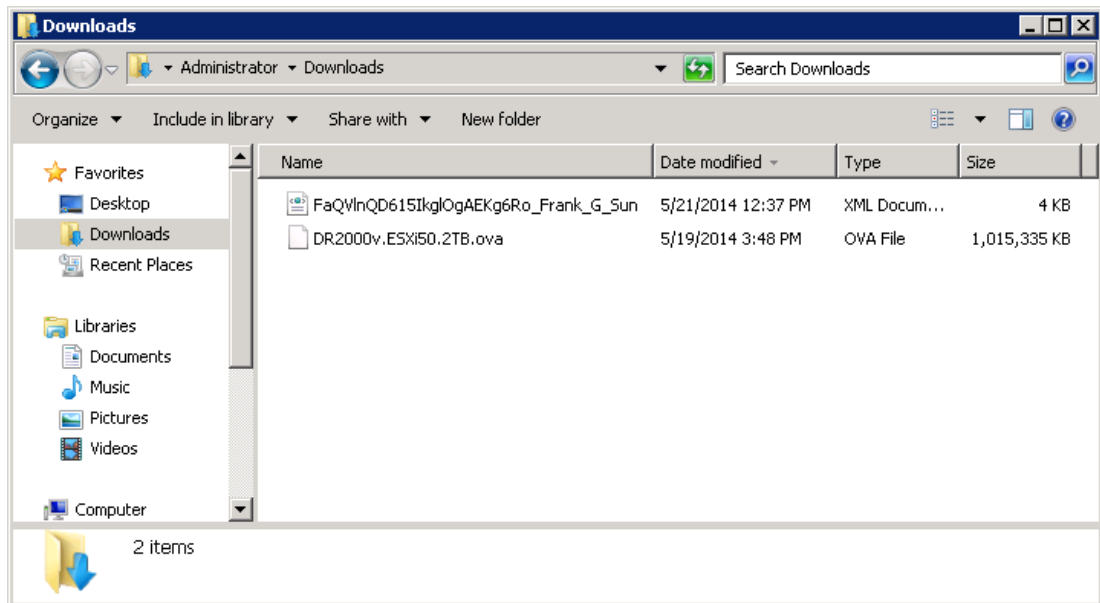 Downloads
Administrator Downloads Search Downloads
Organize Include in library Share with New folder
Name Date modified Type Size
Favorites
Desktop
Downloads
Recent Places
Libraries
Documents
Music
Pictures
Videos
Computer
FaQVlnQD615IkglOgAEKg6Ro_Frank_G_Sun 5/21/2014 12:37 PM XML Docum... 4 KB
DR2000v.ESXi50.2TB.ova 5/19/2014 3:48 PM OVA File 1,015,335 KB
2 items